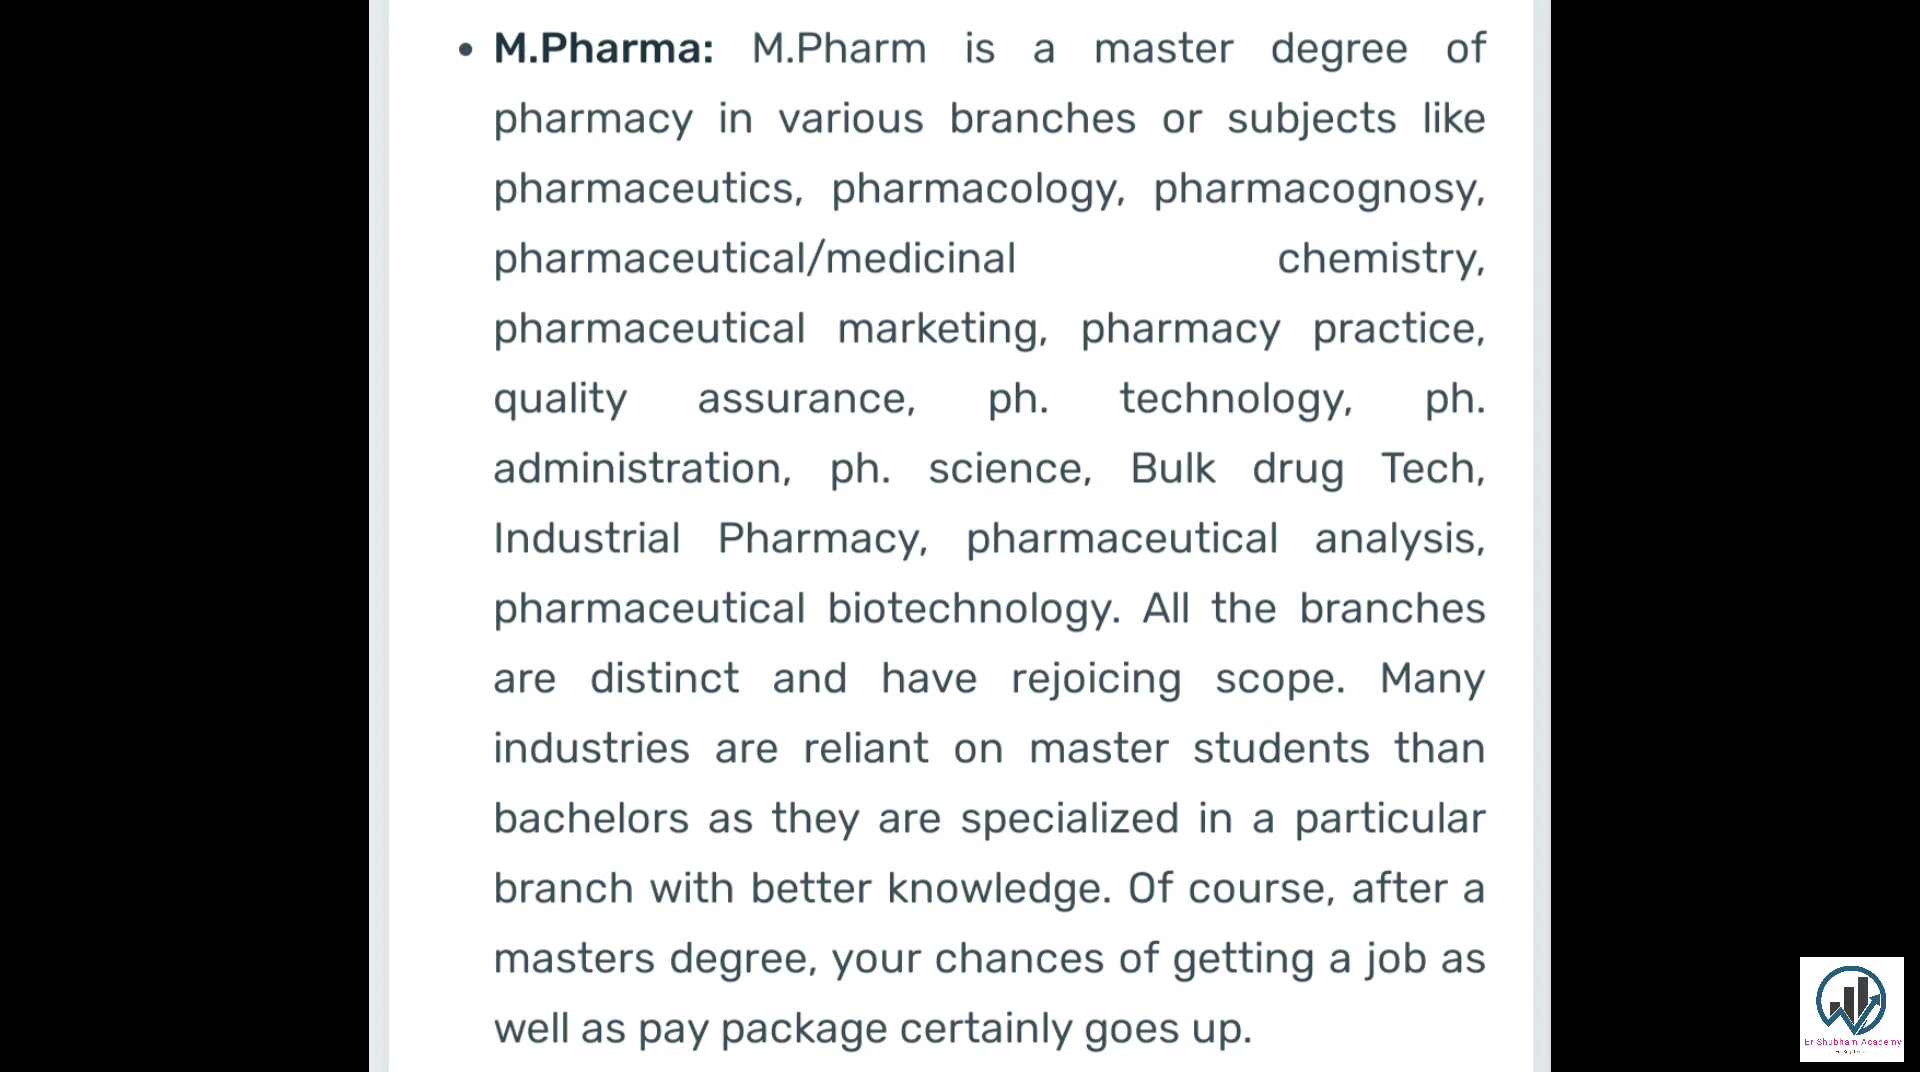 • M.Pharma: M.Pharm is a master degree of
pharmacy in various branches or subjects like
pharmaceutics, pharmacology, pharmacognosy,
pharmaceutical/medicinal chemistry,
pharmaceutical marketing, pharmacy practice,
quality assurance, ph. technology, ph.
administration, ph. science, Bulk drug Tech,
Industrial Pharmacy, pharmaceutical analysis,
pharmaceutical biotechnology. All the branches
are distinct and have rejoicing scope. Many
industries are reliant on master students than
bachelors as they are specialized in a particular
branch with better knowledge. Of course, after a
masters degree, your chances of getting a job as
well as pay package certainly goes up.
Er Shubham Academy